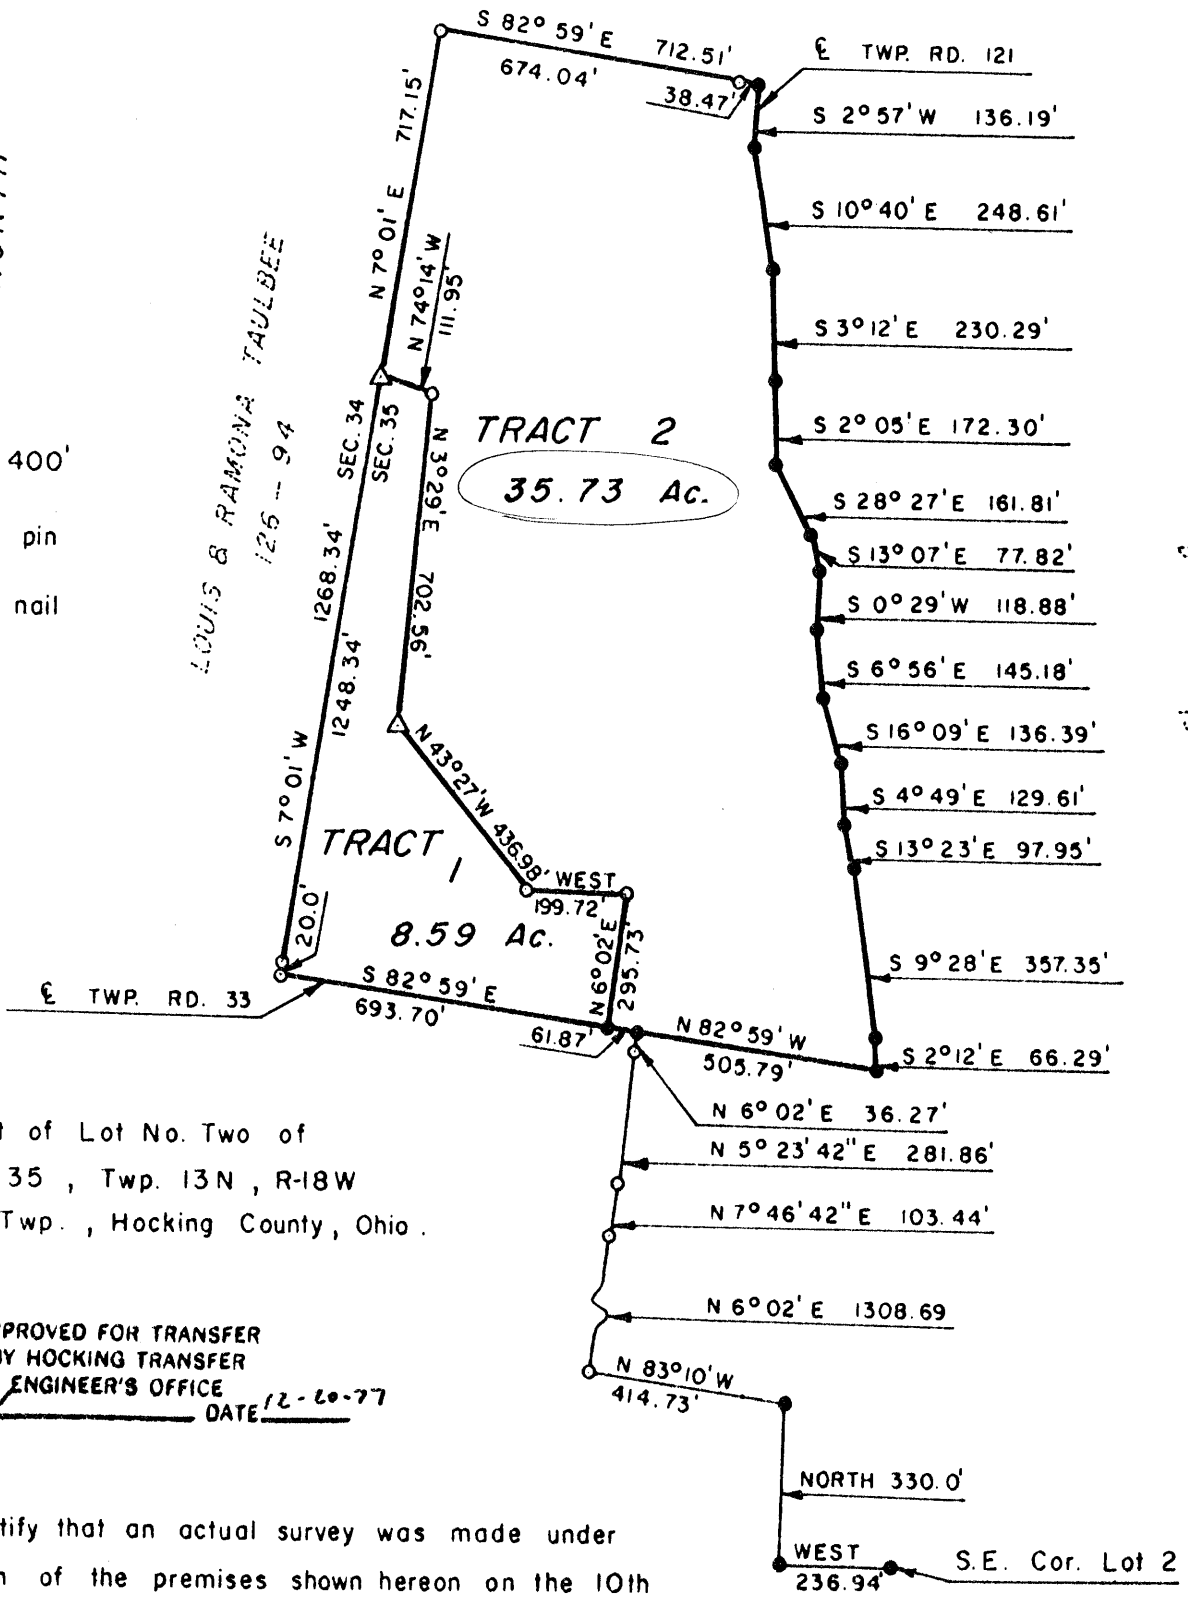 S 82° 59' E 712.51'
674.04'
38.47'
℄ TWP. RD. 121
S 2° 57' W 136.19'
S 10° 40' E 248.61'
S 3° 12' E 230.29'
S 2° 05' E 172.30'
S 28° 27' E 161.81'
S 13° 07' E 77.82'
S 0° 29' W 118.88'
S 6° 56' E 145.18'
S 16° 09' E 136.39'
S 4° 49' E 129.61'
S 13° 23' E 97.95'
S 9° 28' E 357.35'
S 2° 12' E 66.29'
N 7° 01' E 717.15'
N 74° 14' W
111.95'
LOUIS & RAMONA TAULBEE
126-94
SEC. 34
SEC. 35
400'
pin
nail
TRACT 2
35.73 Ac.
N 3° 29' E 702.56'
1268.34'
S 7° 01' W 1248.34'
N 43° 27' W 436.98'
TRACT 1
8.59 Ac.
WEST
199.72'
N 6° 02' E
295.73'
20.0'
℄ TWP. RD. 33
S 82° 59' E
693.70'
61.87'
N 82° 59' W
505.79'
N 6° 02' E 36.27'
N 5° 23' 42" E 281.86'
N 7° 46' 42" E 103.44'
N 6° 02' E 1308.69
N 83° 10' W
414.73'
NORTH 330.0'
WEST
236.94'
S.E. Cor. Lot 2
of Lot No. Two of
35 , Twp. 13N , R-18W
Twp. , Hocking County, Ohio .
PROVED FOR TRANSFER
Y HOCKING TRANSFER
ENGINEER'S OFFICE
DATE 12-20-77
tify that an actual survey was made under
of the premises shown hereon on the 10th